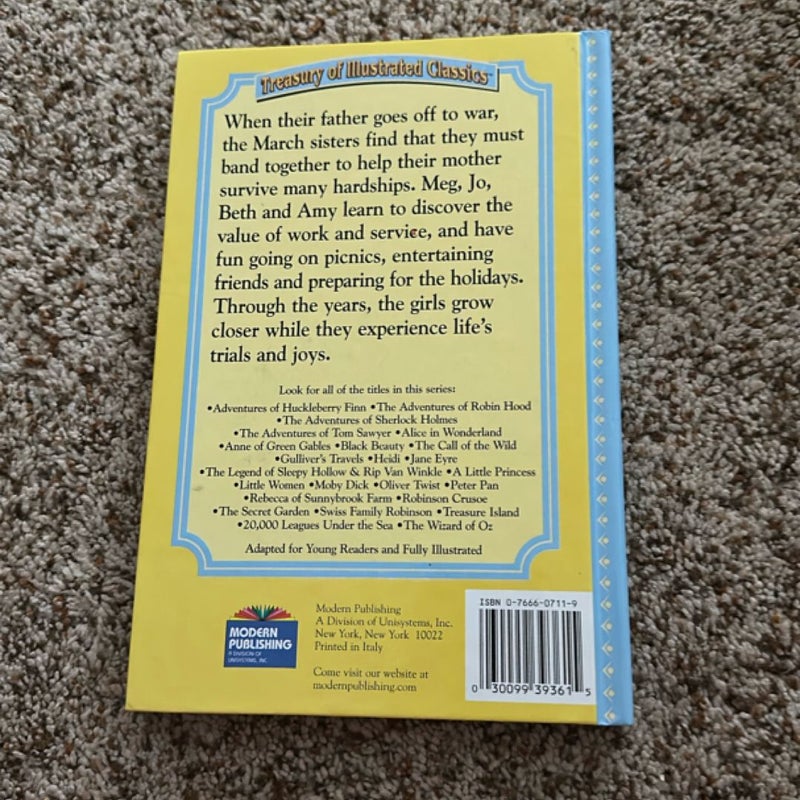 Treasury of Illustrated Classics™
When their father goes off to war,
the March sisters find that they must
band together to help their mother
survive many hardships. Meg, Jo,
Beth and Amy learn to discover the
value of work and service, and have
fun going on picnics, entertaining
friends and preparing for the holidays.
Through the years, the girls grow
closer while they experience life's
trials and joys.
Look for all of the titles in this series:
•Adventures of Huckleberry Finn •The Adventures of Robin Hood
•The Adventures of Sherlock Holmes
•The Adventures of Tom Sawyer •Alice in Wonderland
•Anne of Green Gables •Black Beauty •The Call of the Wild
•Gulliver's Travels •Heidi •Jane Eyre
•The Legend of Sleepy Hollow & Rip Van Winkle •A Little Princess
•Little Women •Moby Dick •Oliver Twist •Peter Pan
•Rebecca of Sunnybrook Farm •Robinson Crusoe
•The Secret Garden •Swiss Family Robinson •Treasure Island
•20,000 Leagues Under the Sea •The Wizard of Oz
Adapted for Young Readers and Fully Illustrated
MODERN
PUBLISHING
A DIVISION OF
UNISYSTEMS, INC.
Modern Publishing
A Division of Unisystems, Inc.
New York, New York 10022
Printed in Italy
Come visit our website at
modernpublishing.com
ISBN 0-7666-0711-9
0 30099 39361 5